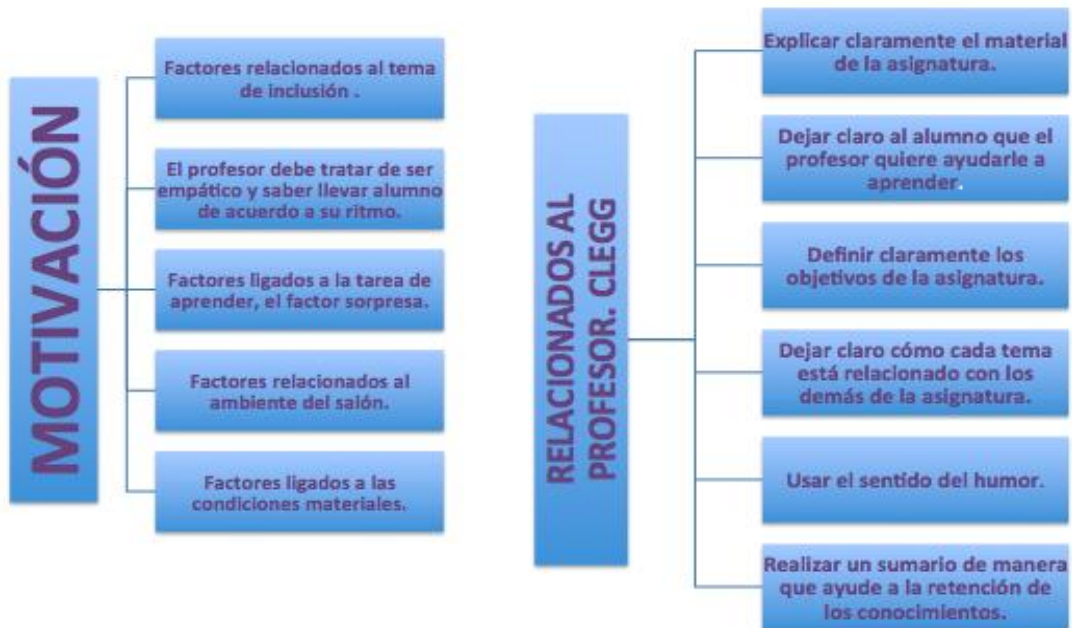 MOTIVACIÓN
Factores relacionados al tema
de inclusión .
El profesor debe tratar de ser
empático y saber llevar alumno
de acuerdo a su ritmo.
Factores ligados a la tarea de
aprender, el factor sorpresa.
Factores relacionados al
ambiente del salón.
Factores ligados a las
condiciones materiales.
RELACIONADOS AL
PROFESOR. CLEGG
Explicar claramente el material
de la asignatura.
Dejar claro al alumno que el
profesor quiere ayudarle a
aprender.
Definir claramente los
objetivos de la asignatura.
Dejar claro cómo cada tema
está relacionado con los
demás de la asignatura.
Usar el sentido del humor.
Realizar un sumario de manera
que ayude a la retención de
los conocimientos.